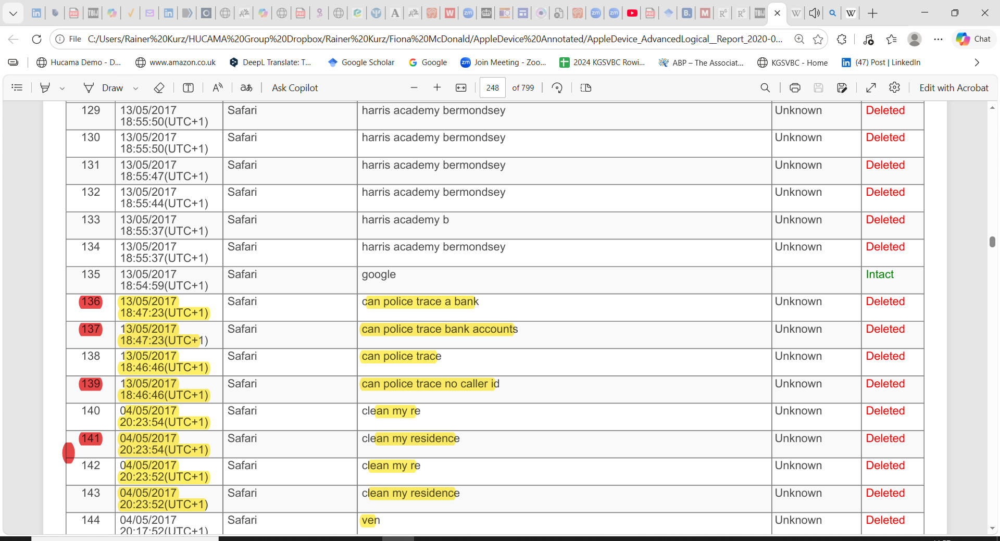 File C:/Users/Rainer%20Kurz/HUCAMA%20Group%20Dropbox/Rainer%20Kurz/Fiona%20McDonald/AppleDevice%20Annotated/AppleDevice_AdvancedLogical__Report_2020-0... Chat
Hucama Demo - D... www.amazon.co.uk DeepL Translate: T... Google Scholar Google Join Meeting - Zoo... 2024 KGSVBC Rowi... ABP – The Associat... KGSVBC - Home (47) Post | LinkedIn
Draw Ask Copilot 248 of 799 Edit with Acrobat
129 13/05/2017 Safari harris academy bermondsey Unknown Deleted
18:55:50(UTC+1)
130 13/05/2017 Safari harris academy bermondsey Unknown Deleted
18:55:50(UTC+1)
131 13/05/2017 Safari harris academy bermondsey Unknown Deleted
18:55:47(UTC+1)
132 13/05/2017 Safari harris academy bermondsey Unknown Deleted
18:55:44(UTC+1)
133 13/05/2017 Safari harris academy b Unknown Deleted
18:55:37(UTC+1)
134 13/05/2017 Safari harris academy bermondsey Unknown Deleted
18:55:37(UTC+1)
135 13/05/2017 Safari google Intact
18:54:59(UTC+1)
136 13/05/2017 Safari can police trace a bank Unknown Deleted
18:47:23(UTC+1)
137 13/05/2017 Safari can police trace bank accounts Unknown Deleted
18:47:23(UTC+1)
138 13/05/2017 Safari can police trace Unknown Deleted
18:46:46(UTC+1)
139 13/05/2017 Safari can police trace no caller id Unknown Deleted
18:46:46(UTC+1)
140 04/05/2017 Safari clean my re Unknown Deleted
20:23:54(UTC+1)
141 04/05/2017 Safari clean my residence Unknown Deleted
20:23:54(UTC+1)
142 04/05/2017 Safari clean my re Unknown Deleted
20:23:52(UTC+1)
143 04/05/2017 Safari clean my residence Unknown Deleted
20:23:52(UTC+1)
144 04/05/2017 Safari ven Unknown Deleted
20:17:52(UTC+1)